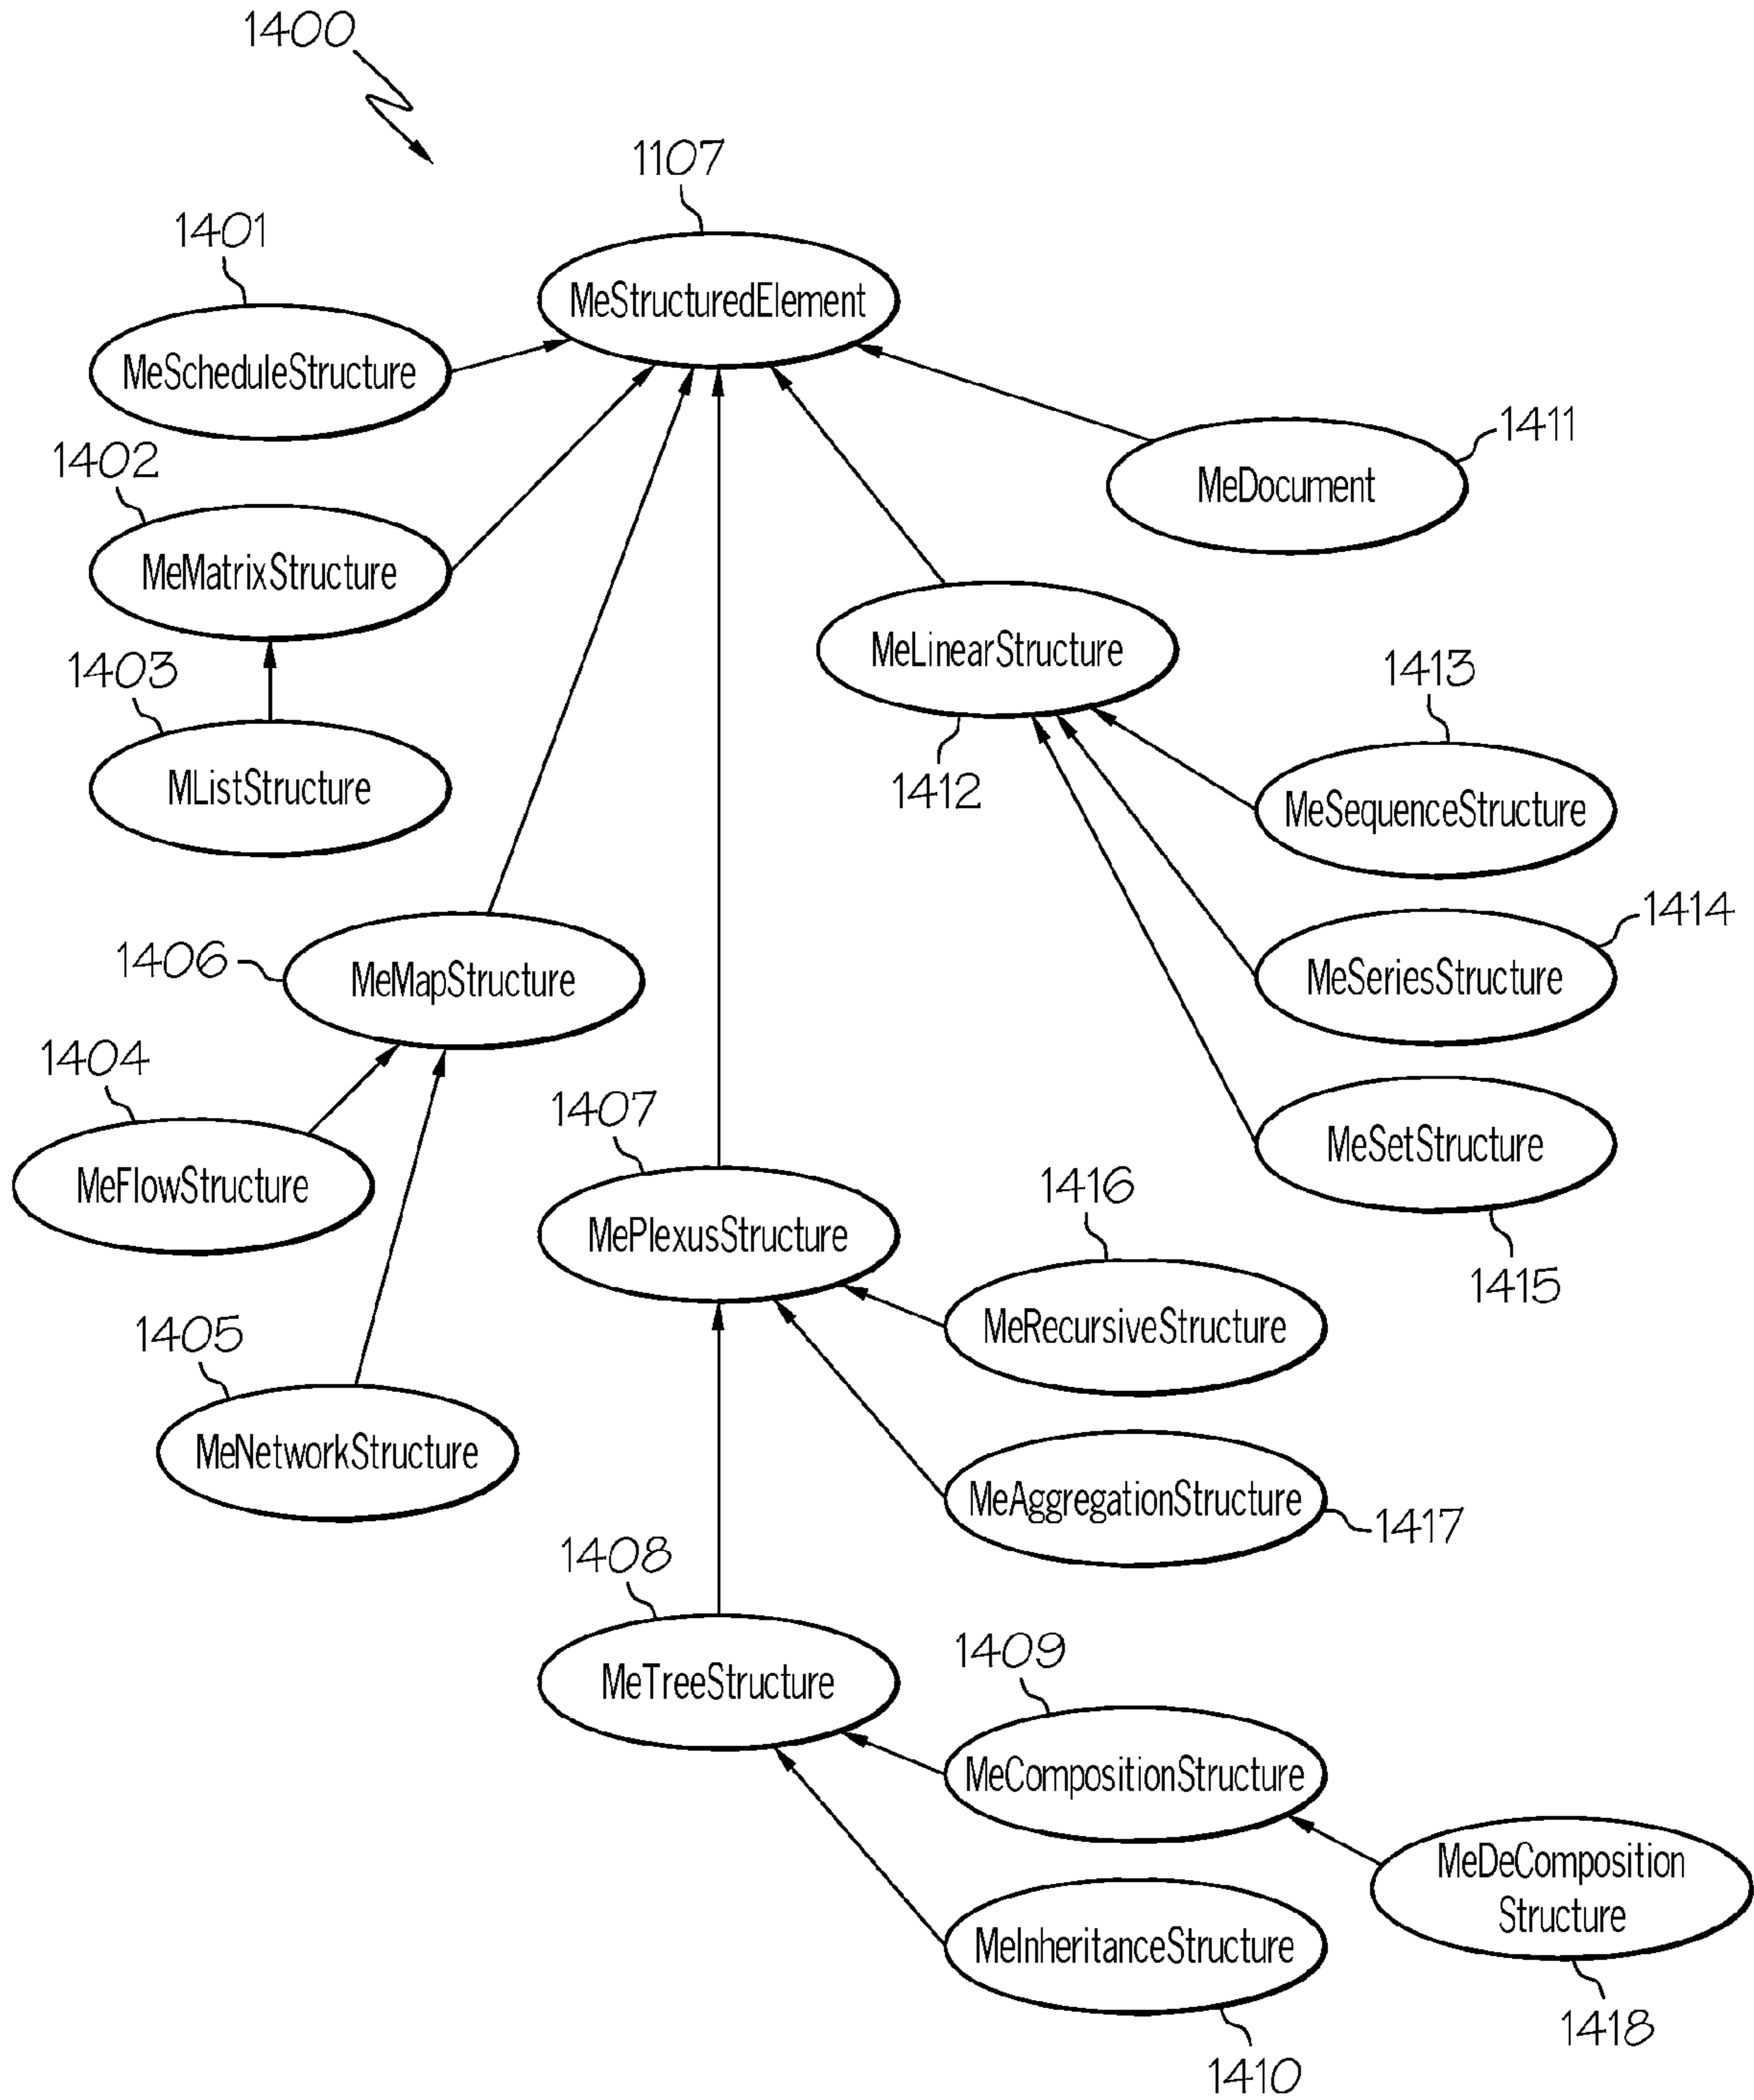 1400
1107
1401
MeStructuredElement
MeScheduleStructure
1411
1402
MeDocument
MeMatrixStructure
MeLinearStructure
1403
1413
MListStructure
1412
MeSequenceStructure
1414
1406
MeMapStructure
MeSeriesStructure
1404
1407
MeSetStructure
MeFlowStructure
1416
MePlexusStructure
1415
1405
MeRecursiveStructure
MeNetworkStructure
MeAggregationStructure
1417
1408
1409
MeTreeStructure
MeCompositionStructure
MeDeComposition
Structure
MeInheritanceStructure
1418
1410